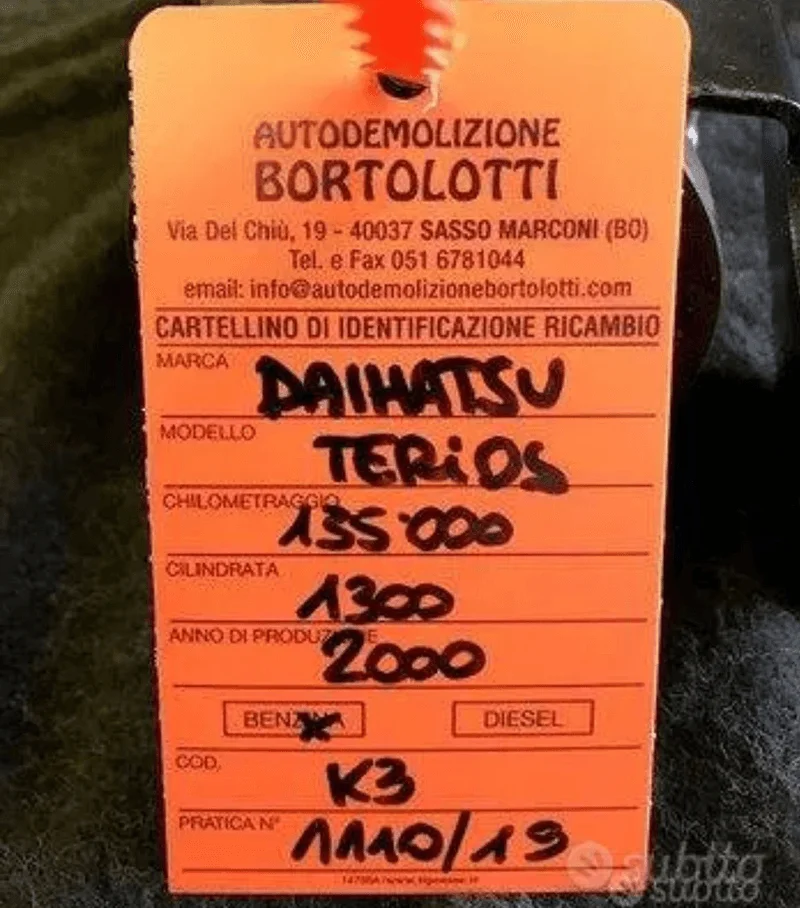 AUTODEMOLIZIONE
BORTOLOTTI
Via Del Chiù, 19 - 40037 SASSO MARCONI (BO)
Tel. e Fax 051 6781044
email: info@autodemolizionebortolotti.com
CARTELLINO DI IDENTIFICAZIONE RICAMBIO
MARCA DAIHATSU
MODELLO TERiOS
CHILOMETRAGGIO 135.000
CILINDRATA 1300
ANNO DI PRODUZIONE 2000
BENZINA DIESEL
COD. K3
PRATICA N° 1110/19
subito
subito